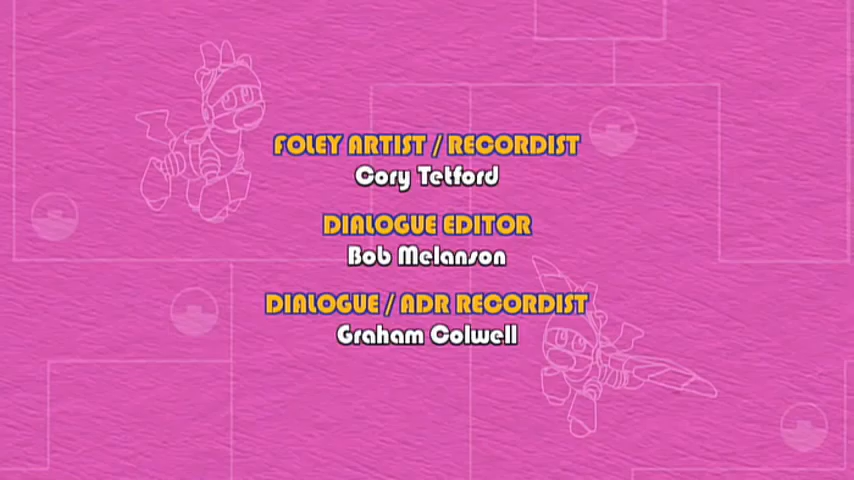 FOLEY ARTIST / RECORDIST
Cory Tetford
DIALOGUE EDITOR
Bob Melanson
DIALOGUE / ADR RECORDIST
Graham Colwell